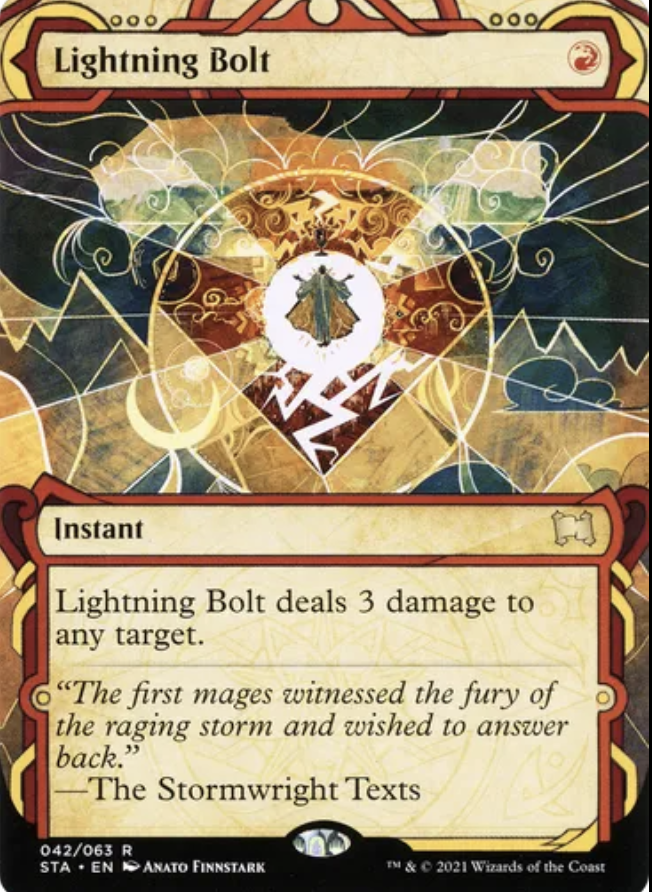 Lightning Bolt
Instant
Lightning Bolt deals 3 damage to
any target.
“The first mages witnessed the fury of
the raging storm and wished to answer
back.”
—The Stormwright Texts
042/063 R
STA • EN Anato Finnstark
™ & © 2021 Wizards of the Coast